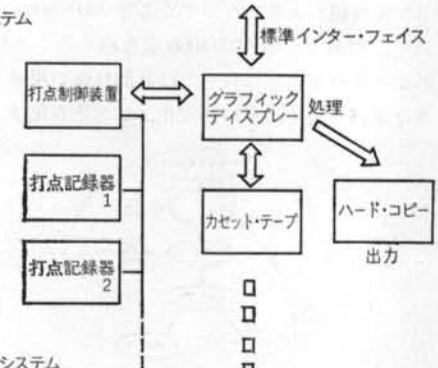 ステム
標準インター・フェイス
打点制御装置
グラフィック
ディスプレー
処理
打点記録器
1
カセット・テープ
ハード・コピー
出力
打点記録器
2
システム